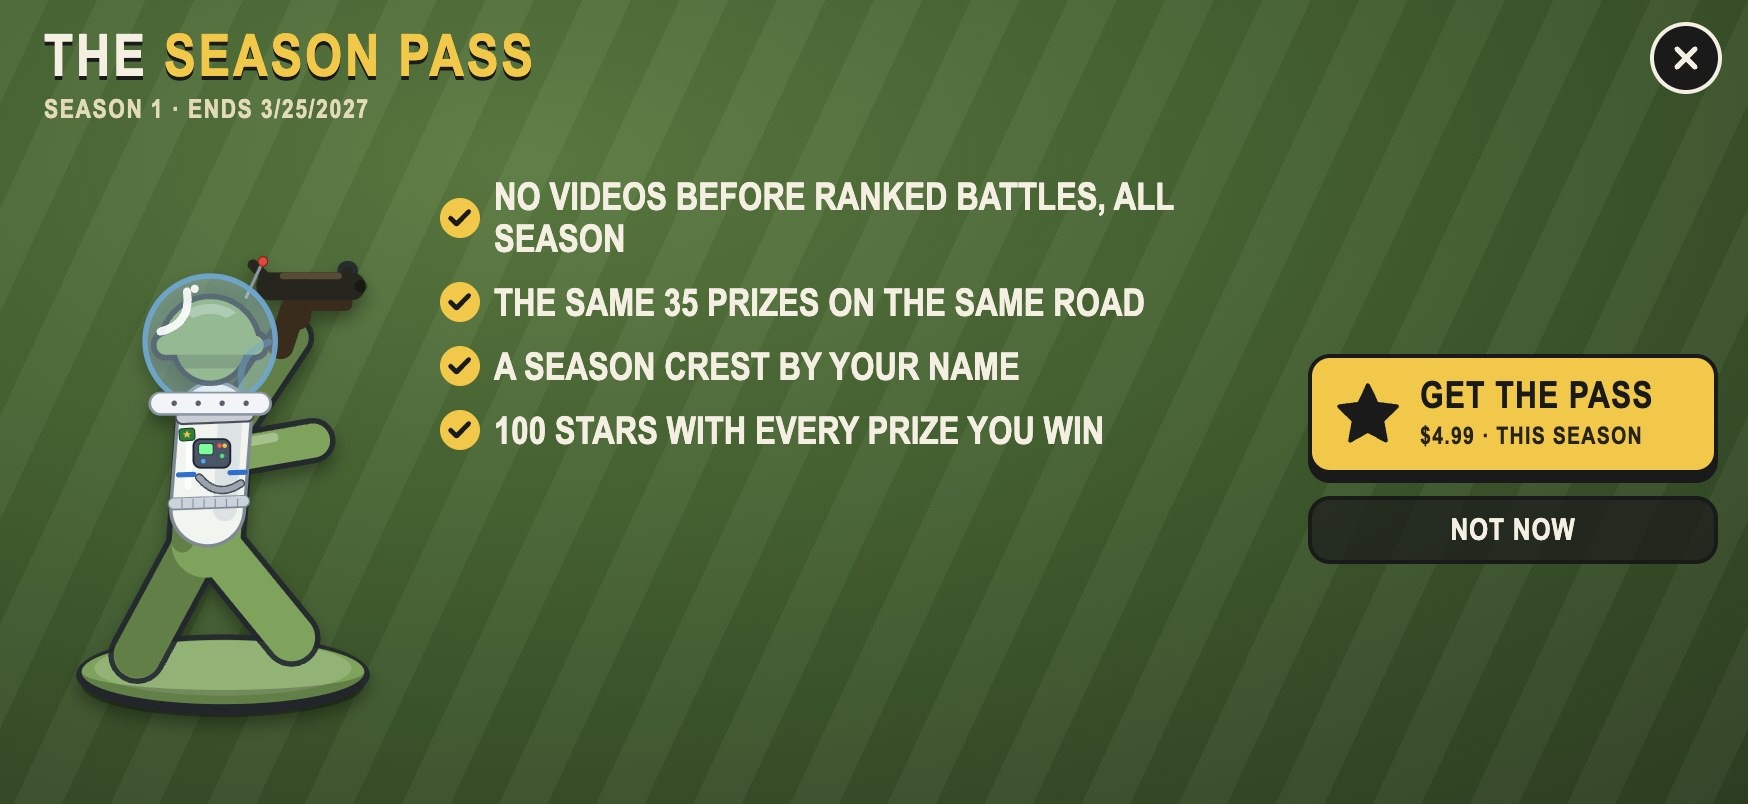 THE SEASON PASS
SEASON 1 · ENDS 3/25/2027
NO VIDEOS BEFORE RANKED BATTLES, ALL
SEASON
THE SAME 35 PRIZES ON THE SAME ROAD
A SEASON CREST BY YOUR NAME
100 STARS WITH EVERY PRIZE YOU WIN
GET THE PASS
$4.99 · THIS SEASON
NOT NOW